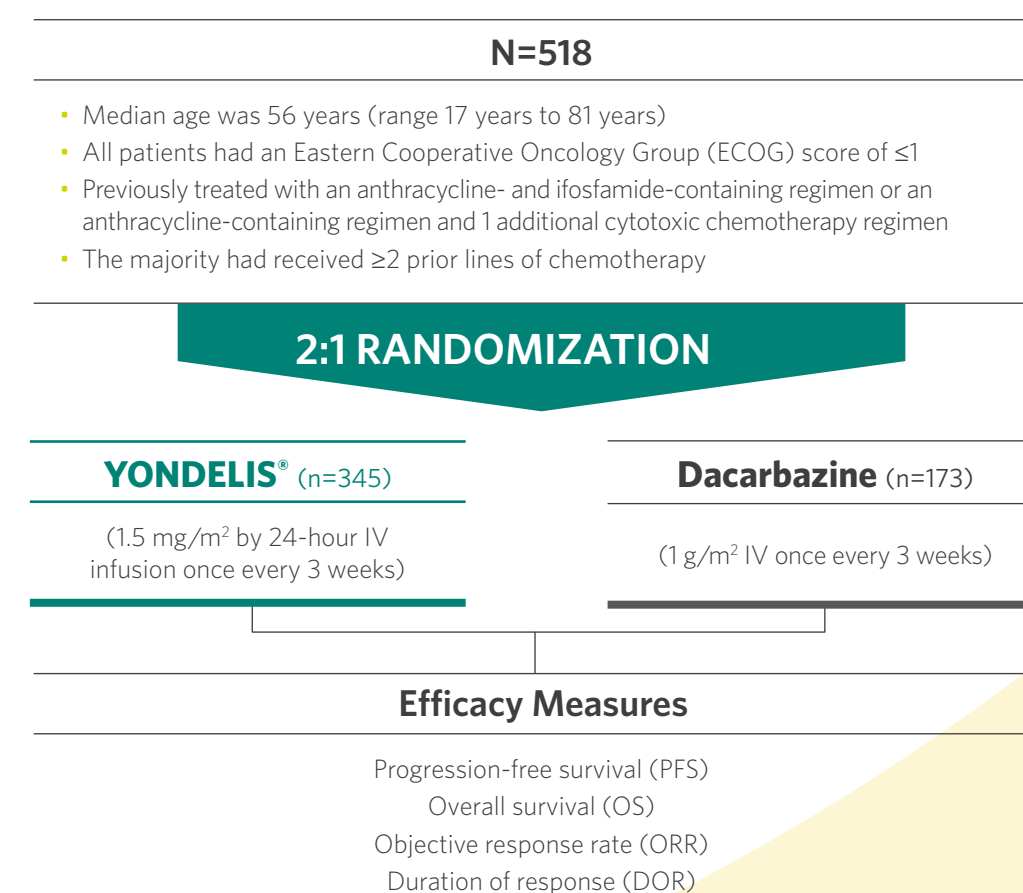 N=518
• Median age was 56 years (range 17 years to 81 years)
• All patients had an Eastern Cooperative Oncology Group (ECOG) score of ≤1
• Previously treated with an anthracycline- and ifosfamide-containing regimen or an
anthracycline-containing regimen and 1 additional cytotoxic chemotherapy regimen
• The majority had received ≥2 prior lines of chemotherapy
2:1 RANDOMIZATION
YONDELIS® (n=345)
(1.5 mg/m² by 24-hour IV
infusion once every 3 weeks)
Dacarbazine (n=173)
(1 g/m² IV once every 3 weeks)
Efficacy Measures
Progression-free survival (PFS)
Overall survival (OS)
Objective response rate (ORR)
Duration of response (DOR)